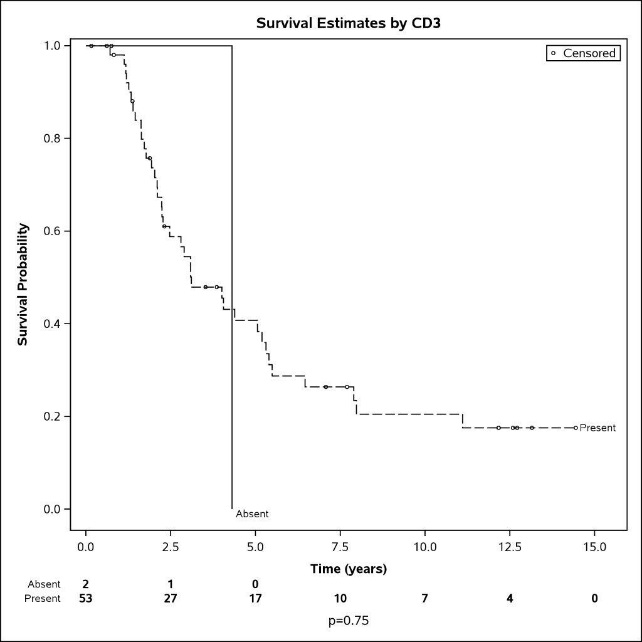 Survival Estimates by CD3
Censored
1.0
0.8
0.6
0.4
0.2
0.0
Survival Probability
Present
Absent
0.0 2.5 5.0 7.5 10.0 12.5 15.0
Time (years)
Absent 2 1 0
Present 53 27 17 10 7 4 0
p=0.75